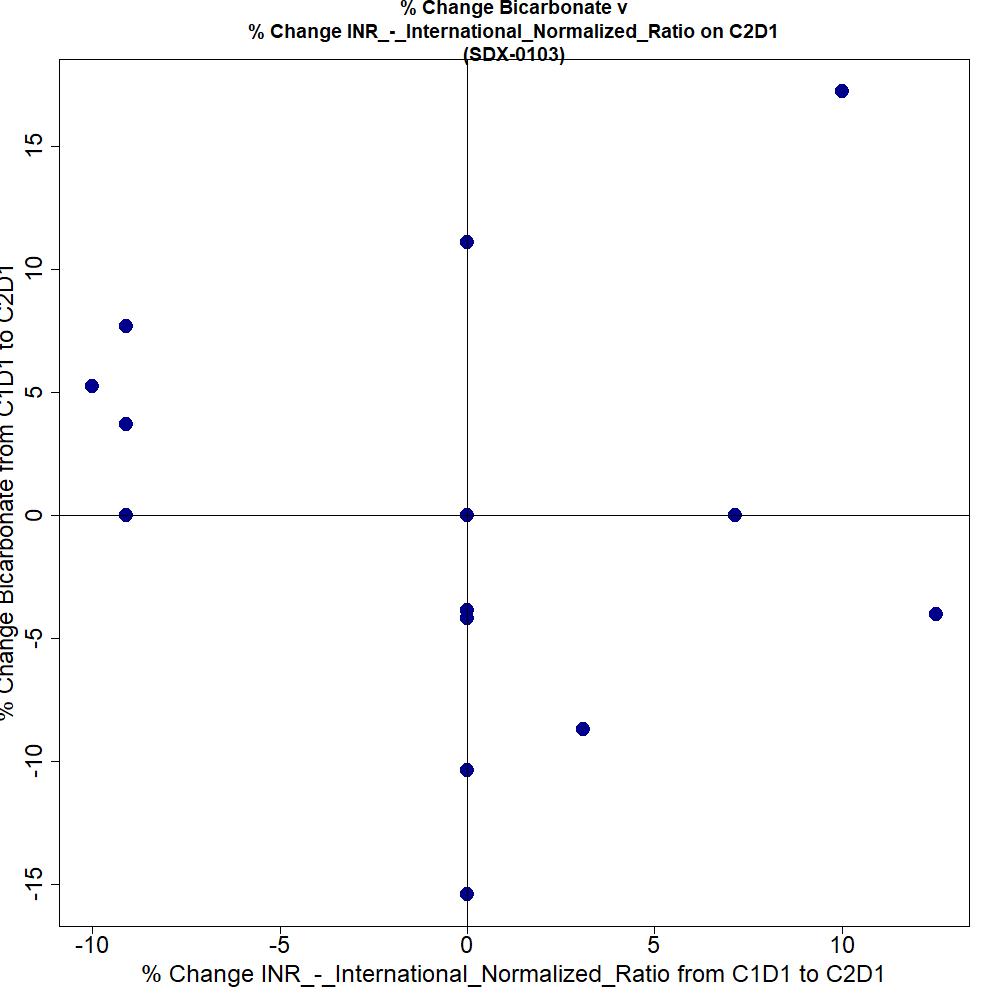 % Change Bicarbonate v
% Change INR_-_International_Normalized_Ratio on C2D1
(SDX-0103)
% Change Bicarbonate from C1D1 to C2D1
15
10
5
0
-5
-10
-15
-10
-5
0
5
10
% Change INR_-_International_Normalized_Ratio from C1D1 to C2D1